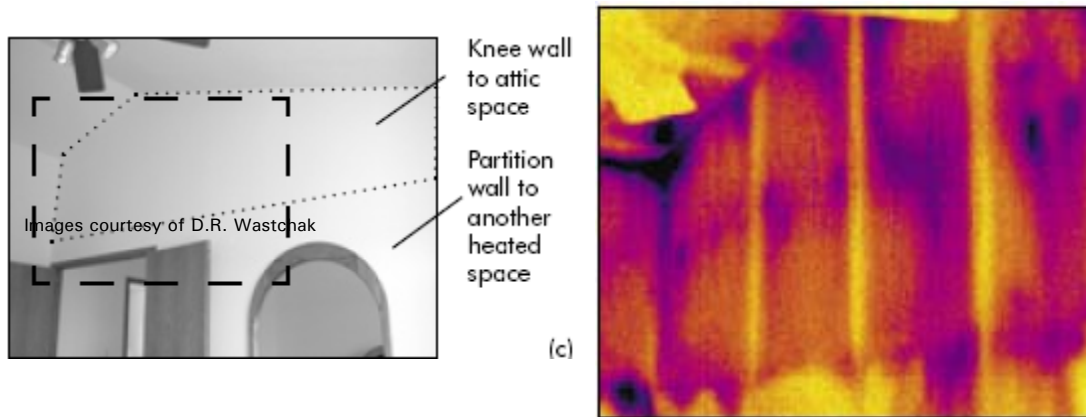 Knee wall
to attic
space
Partition
wall to
another
heated
space
Images courtesy of D.R. Wastchak
(c)